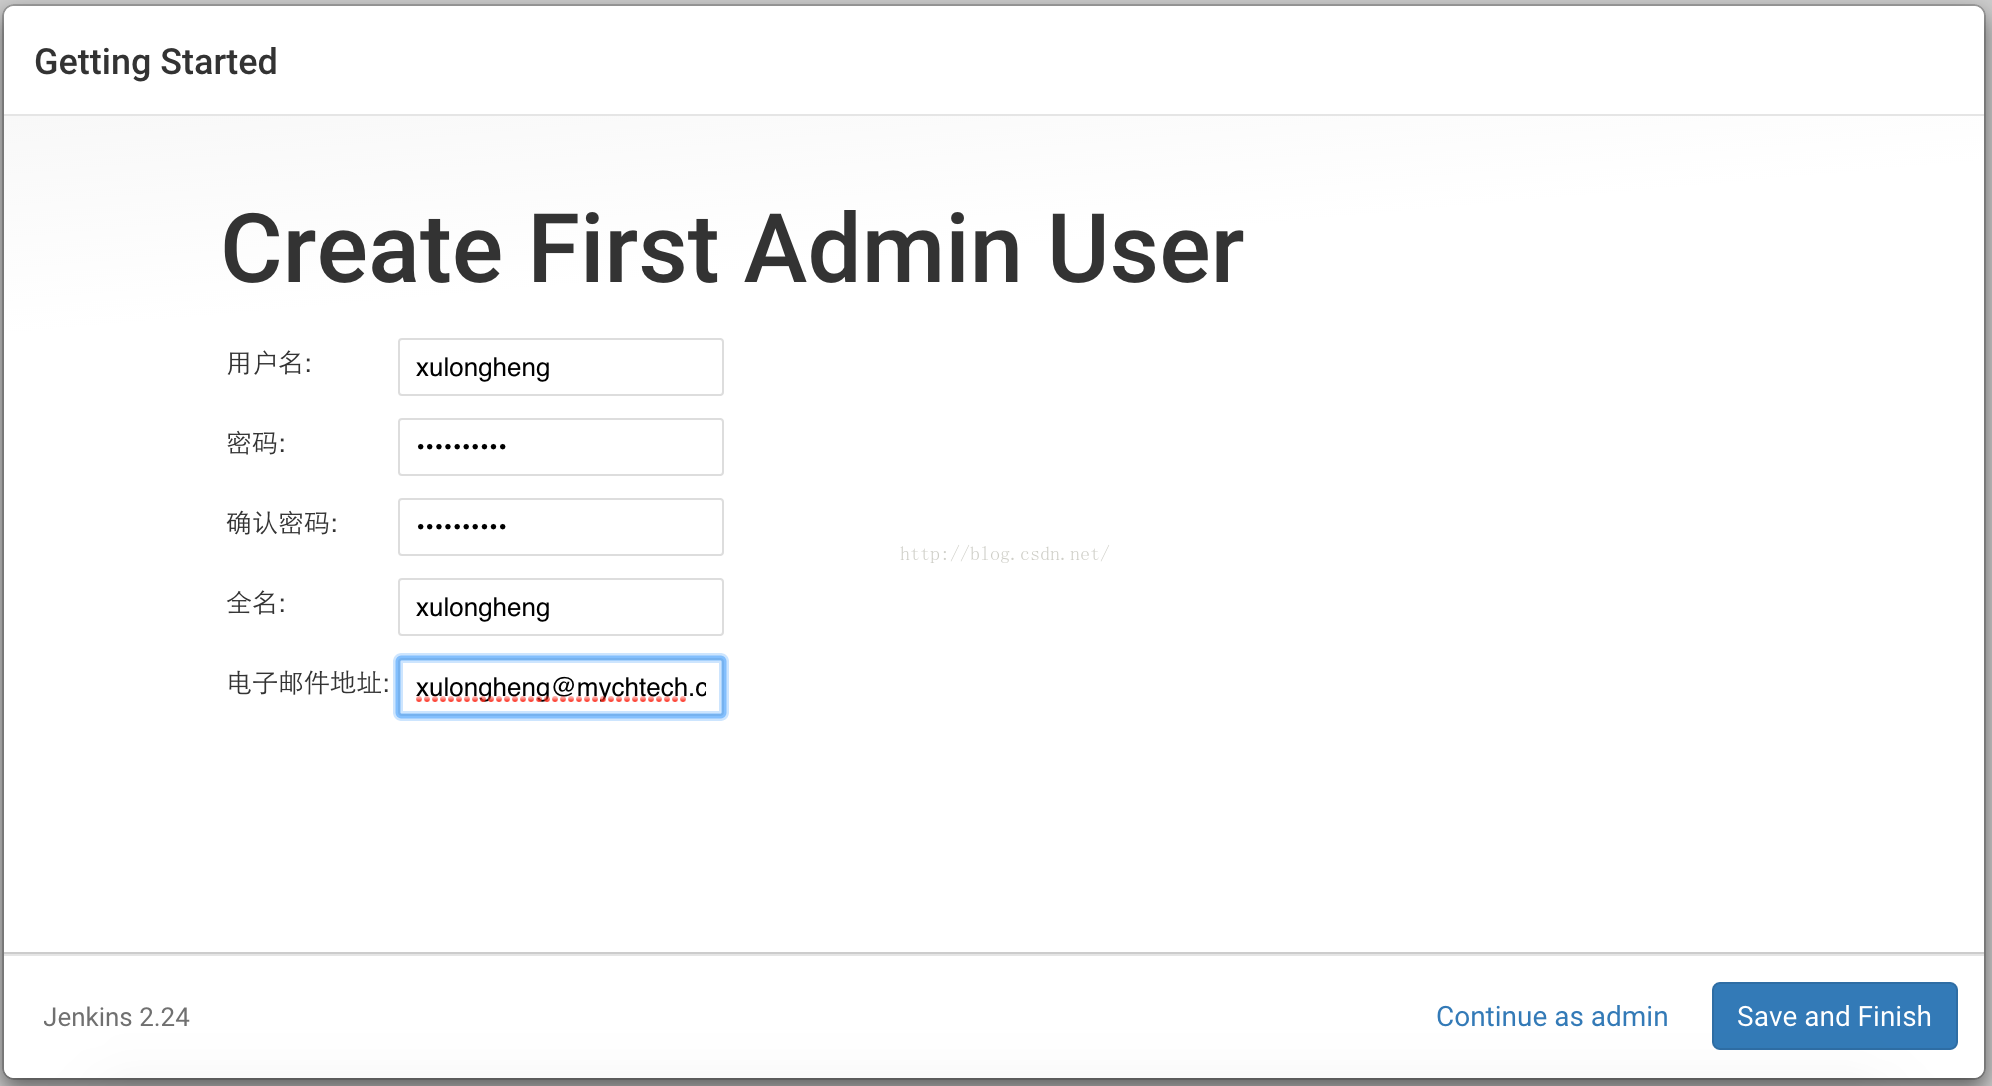 Getting Started
Create First Admin User
用户名: xulongheng
密码: ••••••••••
确认密码: ••••••••••
http://blog.csdn.net/
全名: xulongheng
电子邮件地址: xulongheng@mychtech.c
Jenkins 2.24 Continue as admin Save and Finish